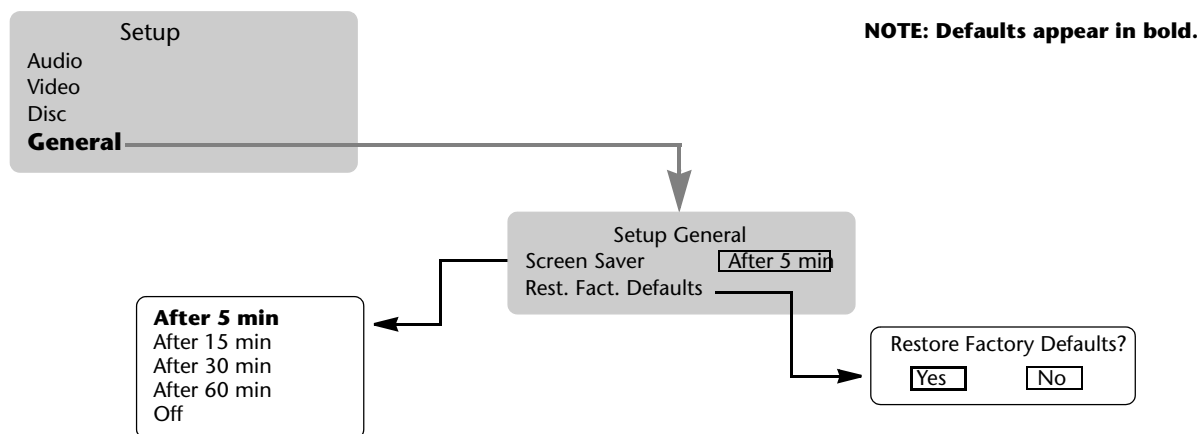 Setup
NOTE: Defaults appear in bold.
Audio
Video
Disc
General
Setup General
Screen Saver After 5 min
Rest. Fact. Defaults
After 5 min
After 15 min
After 30 min
After 60 min
Off
Restore Factory Defaults?
Yes No